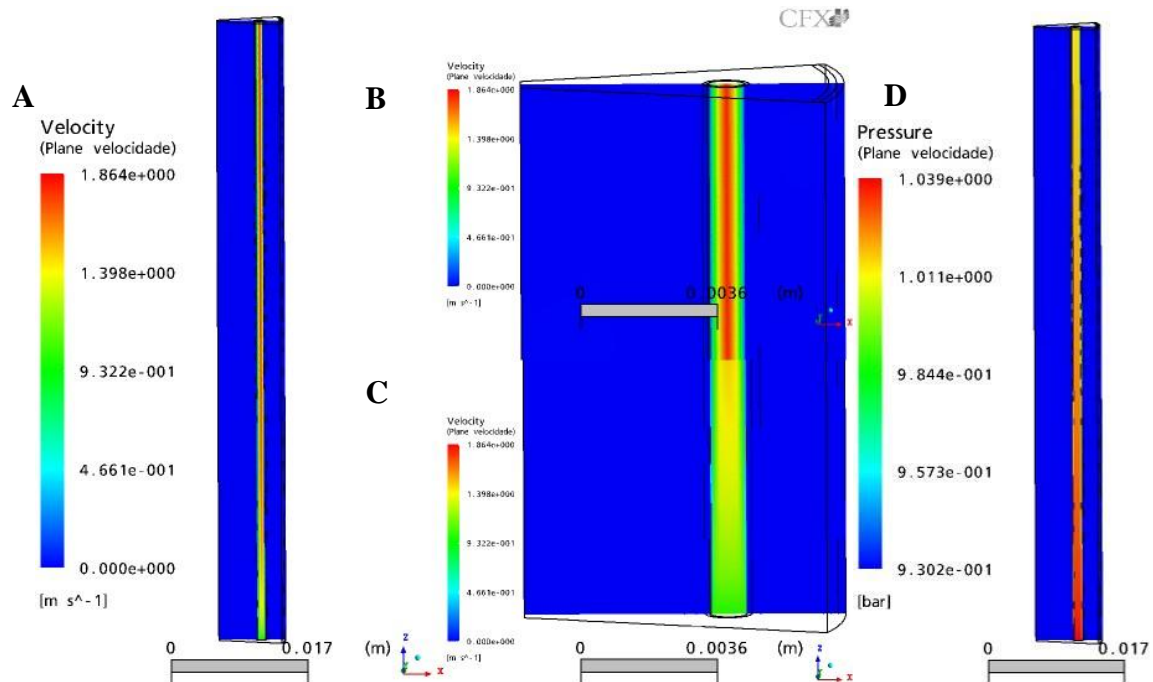 A
Velocity
(Plane velocidade)
1.864e+000
1.398e+000
9.322e-001
4.661e-001
0.000e+000
[m s^-1]
0 0.017 (m)
Z
X
CFX
B
Velocity
(Plane velocidade)
1.864e+000
1.398e+000
9.322e-001
4.661e-001
0.000e+000
[m s^-1]
0 0.0036 (m)
X
C
Velocity
(Plane velocidade)
1.864e+000
1.398e+000
9.322e-001
4.661e-001
0.000e+000
[m s^-1]
0 0.0036 (m)
Z
X
D
Pressure
(Plane velocidade)
1.039e+000
1.011e+000
9.844e-001
9.573e-001
9.302e-001
[bar]
0 0.017